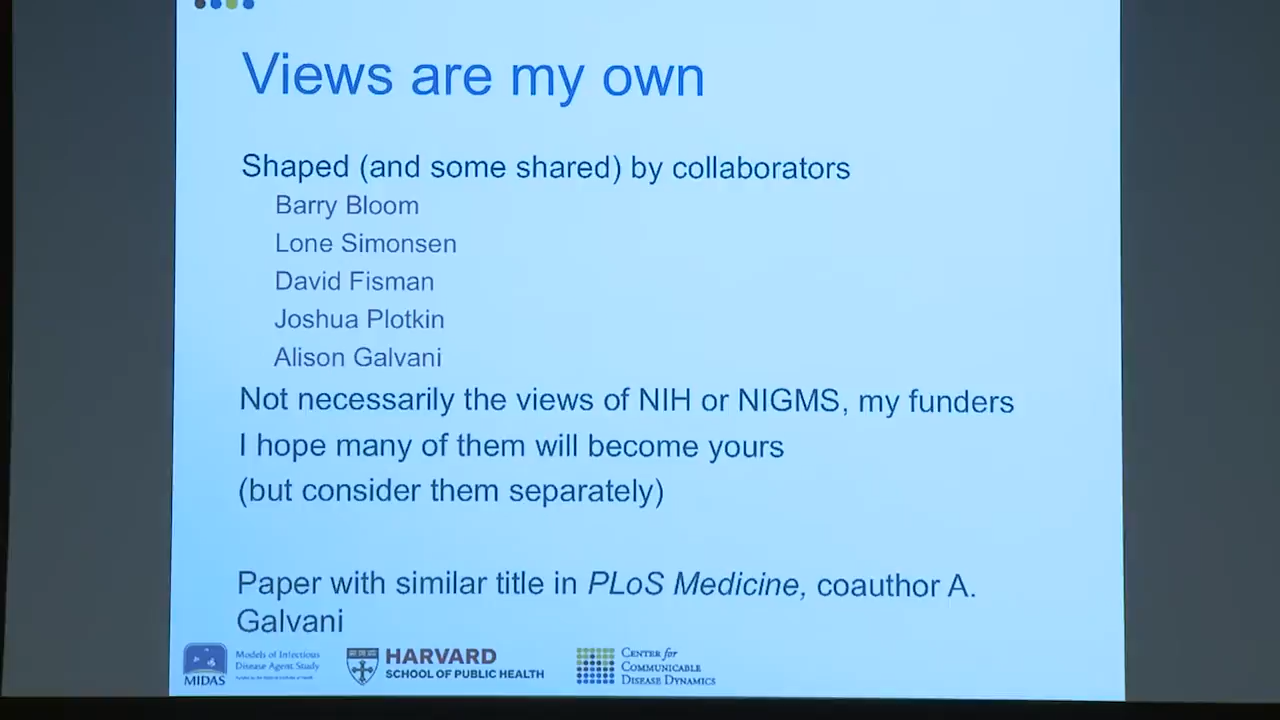 Views are my own
Shaped (and some shared) by collaborators
Barry Bloom
Lone Simonsen
David Fisman
Joshua Plotkin
Alison Galvani
Not necessarily the views of NIH or NIGMS, my funders
I hope many of them will become yours
(but consider them separately)
Paper with similar title in PLoS Medicine, coauthor A.
Galvani
MIDAS
Models of Infectious
Disease Agent Study
HARVARD
SCHOOL OF PUBLIC HEALTH
CENTER for
COMMUNICABLE
DISEASE DYNAMICS